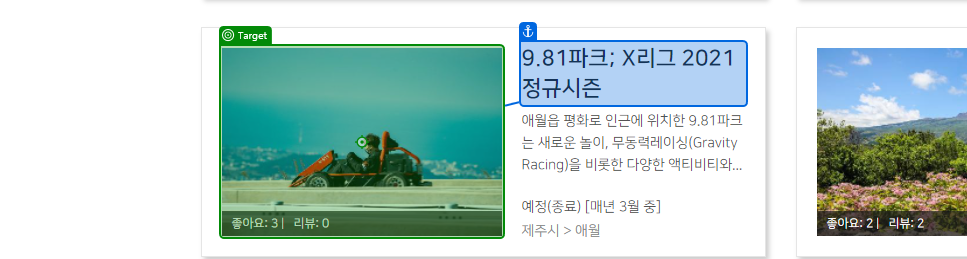 Target
9.81파크; X리그 2021
정규시즌
애월읍 평화로 인근에 위치한 9.81파크
는 새로운 놀이, 무동력레이싱(Gravity
Racing)을 비롯한 다양한 액티비티와...
예정(종료) [매년 3월 중]
제주시 > 애월
좋아요: 3 | 리뷰: 0
좋아요: 2 | 리뷰: 2